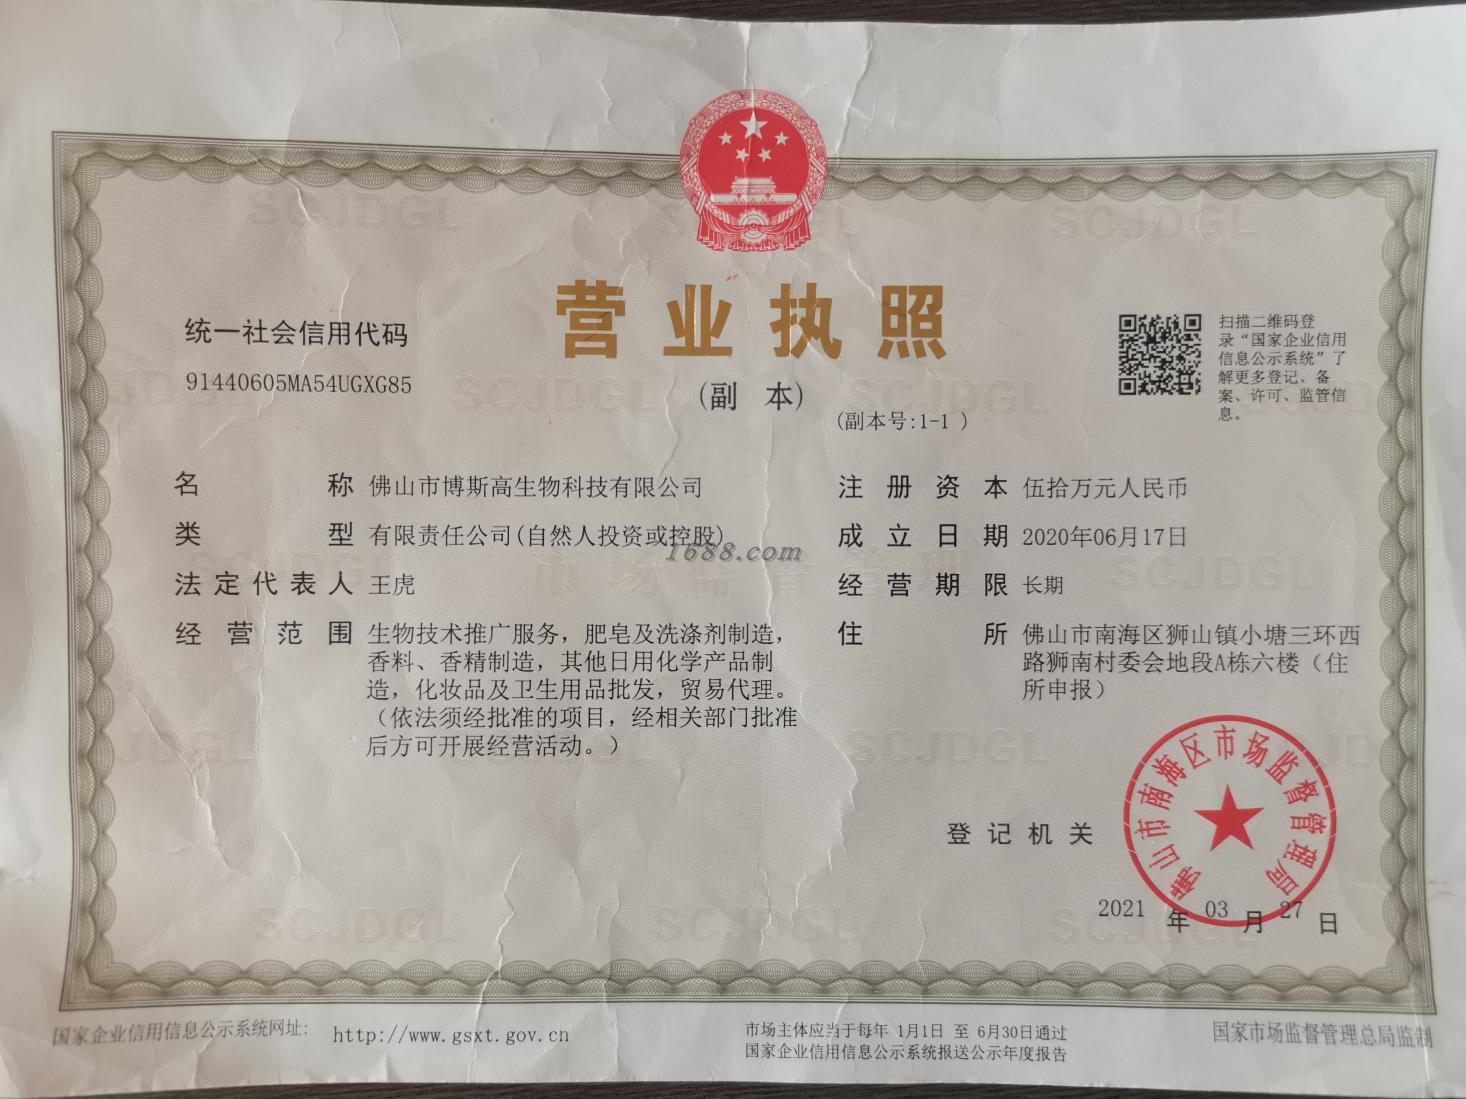 营业执照
(副 本)
(副本号:1-1 )
统一社会信用代码
91440605MA54UGXG85
扫描二维码登
录“国家企业信用
信息公示系统”了
解更多登记、备
案、许可、监管信
息。
名称 佛山市博斯高生物科技有限公司
类型 有限责任公司(自然人投资或控股)
法定代表人 王虎
经营范围 生物技术推广服务，肥皂及洗涤剂制造，
香料、香精制造，其他日用化学产品制
造，化妆品及卫生用品批发，贸易代理。
（依法须经批准的项目，经相关部门批准
后方可开展经营活动。）
注册资本 伍拾万元人民币
成立日期 2020年06月17日
经营期限 长期
住所 佛山市南海区狮山镇小塘三环西
路狮南村委会地段A栋六楼（住
所申报）
1688.com
登记机关
佛山市南海区市场监督管理局
2021 年 03 月 27 日
国家企业信用信息公示系统网址: http://www.gsxt.gov.cn
市场主体应当于每年 1月1日 至 6月30日通过
国家企业信用信息公示系统报送公示年度报告
国家市场监督管理总局监制
SCJDGL
市场监督管理